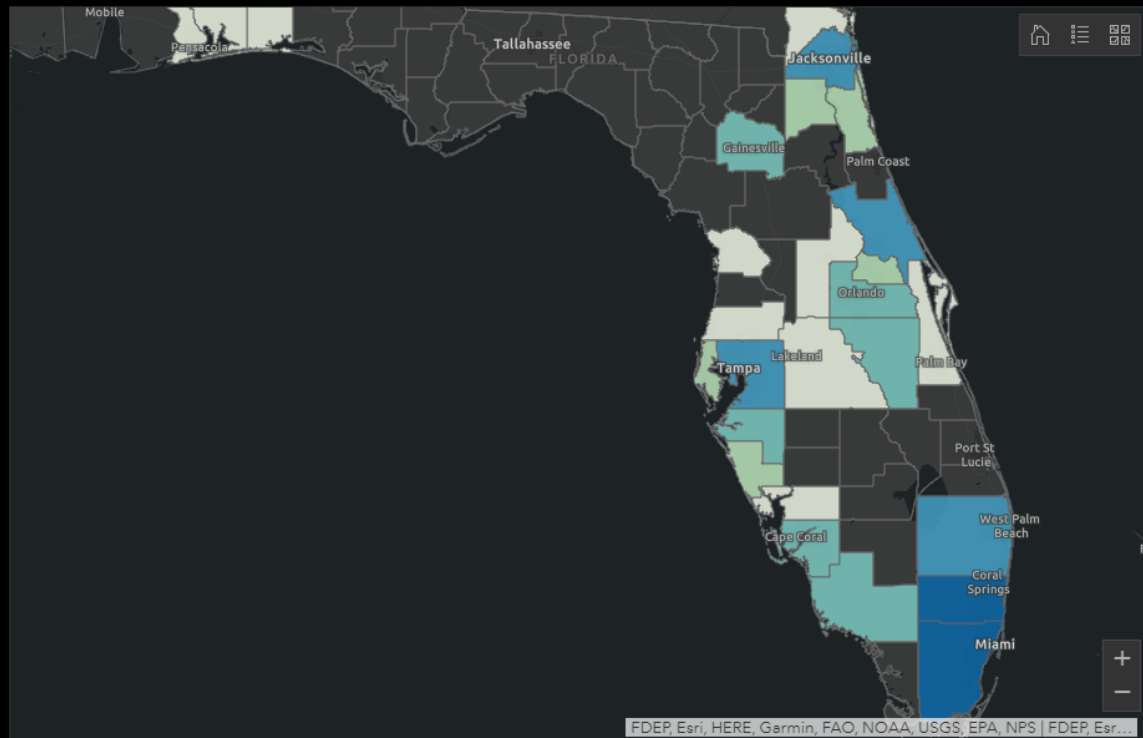 Mobile
Pensacola
Tallahassee
FLORIDA
Jacksonville
Gainesville
Palm Coast
Orlando
Lakeland
Tampa
Palm Bay
Port St
Lucie
West Palm
Beach
Cape Coral
Coral
Springs
Miami
+
−
FDEP, Esri, HERE, Garmin, FAO, NOAA, USGS, EPA, NPS | FDEP, Esr...